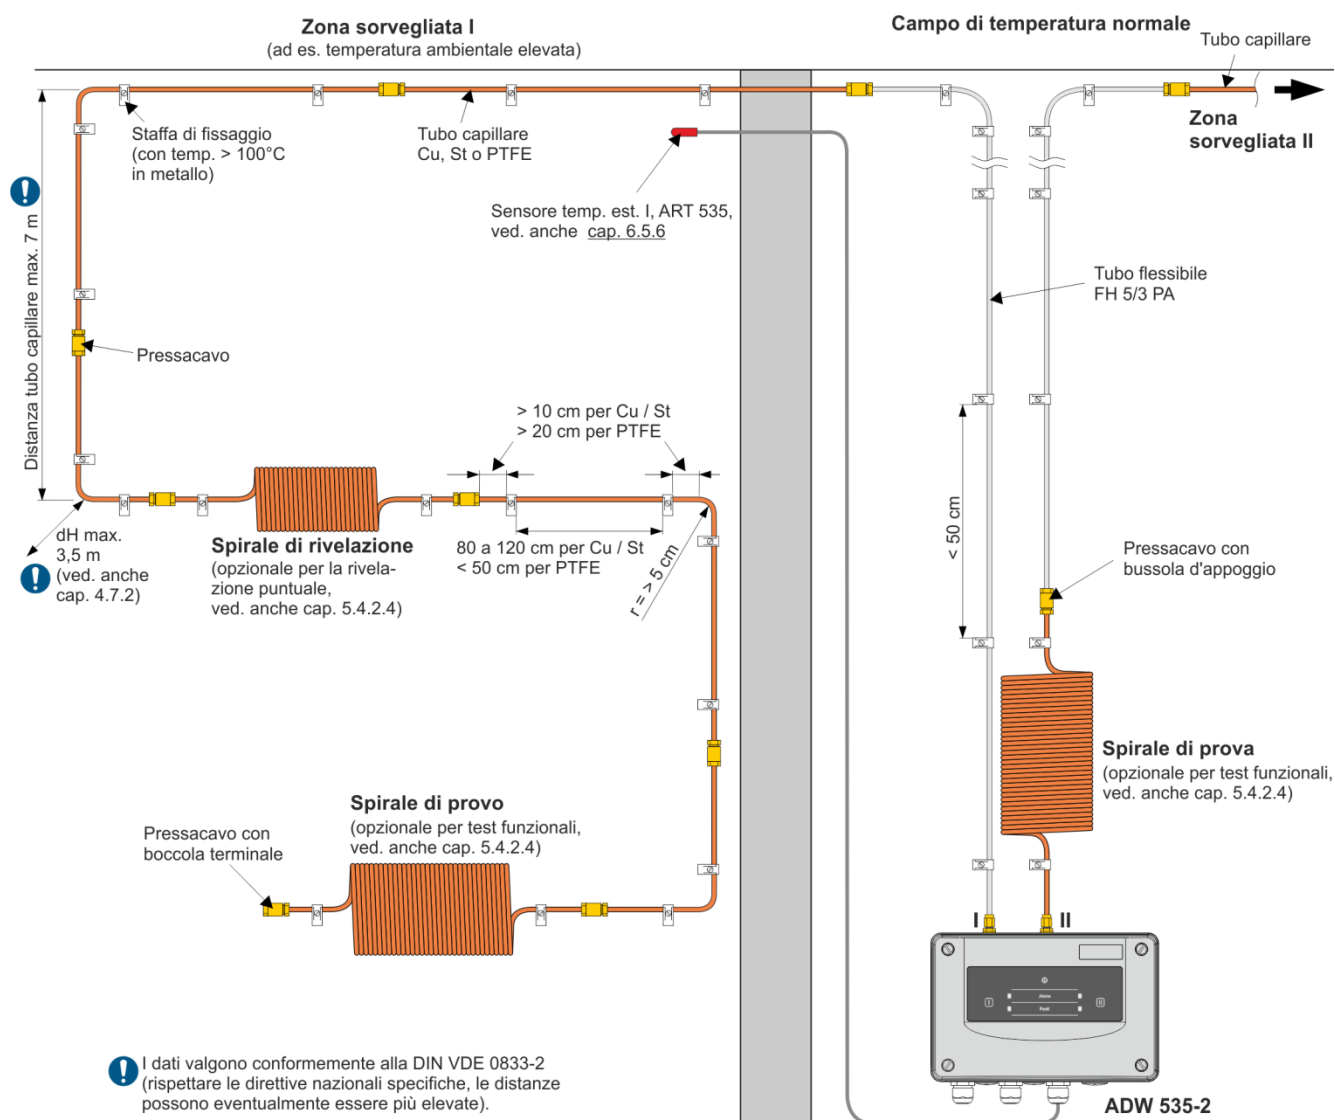 Zona sorvegliata I
(ad es. temperatura ambientale elevata)
Campo di temperatura normale
Tubo capillare
Staffa di fissaggio
(con temp. > 100°C
in metallo)
Tubo capillare
Cu, St o PTFE
Zona
sorvegliata II
Sensore temp. est. I, ART 535,
ved. anche cap. 6.5.6
Distanza tubo capillare max. 7 m
Tubo flessibile
FH 5/3 PA
Pressacavo
> 10 cm per Cu / St
> 20 cm per PTFE
dH max.
3,5 m
(ved. anche
cap. 4.7.2)
Spirale di rivelazione
(opzionale per la rivela-
zione puntuale,
ved. anche cap. 5.4.2.4)
80 a 120 cm per Cu / St
< 50 cm per PTFE
r = > 5 cm
< 50 cm
Pressacavo con
bussola d'appoggio
Spirale di prova
(opzionale per test funzionali,
ved. anche cap. 5.4.2.4)
Spirale di provo
(opzionale per test funzionali,
ved. anche cap. 5.4.2.4)
Pressacavo con
boccola terminale
I
II
Alarm
I
II
Fault
ADW 535-2
I dati valgono conformemente alla DIN VDE 0833-2
(rispettare le direttive nazionali specifiche, le distanze
possono eventualmente essere più elevate).